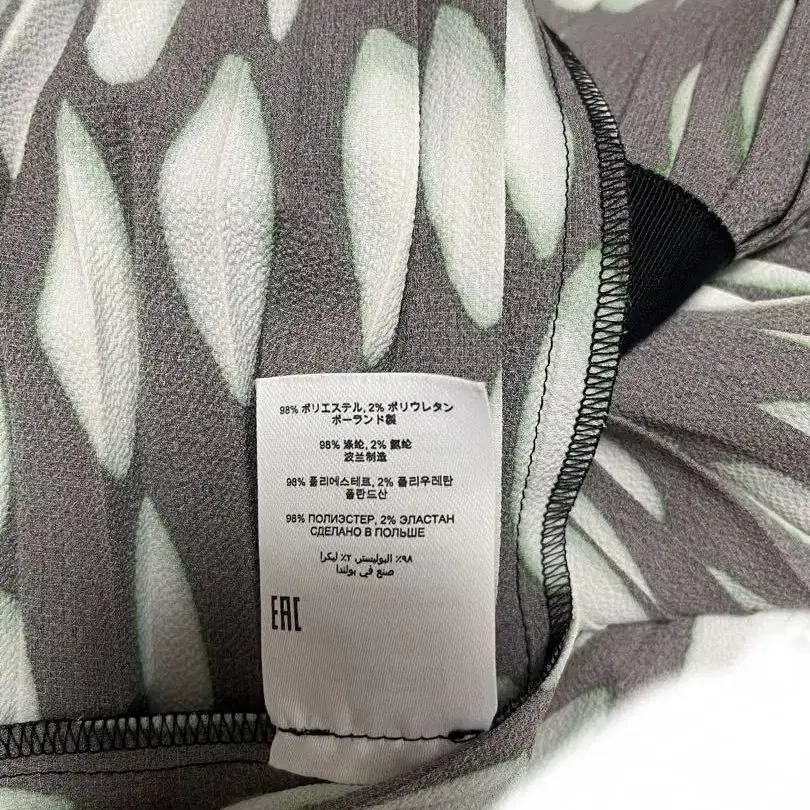 98% ポリエステル, 2% ポリウレタン
ポーランド製
98% 涤纶, 2% 氨纶
波兰制造
98% 폴리에스테르, 2% 폴리우레탄
폴란드산
98% ПОЛИЭСТЕР, 2% ЭЛАСТАН
СДЕЛАНО В ПОЛЬШЕ
٩٨٪ البوليستر, ٢٪ ليكرا
صنع في بولندا
EAC